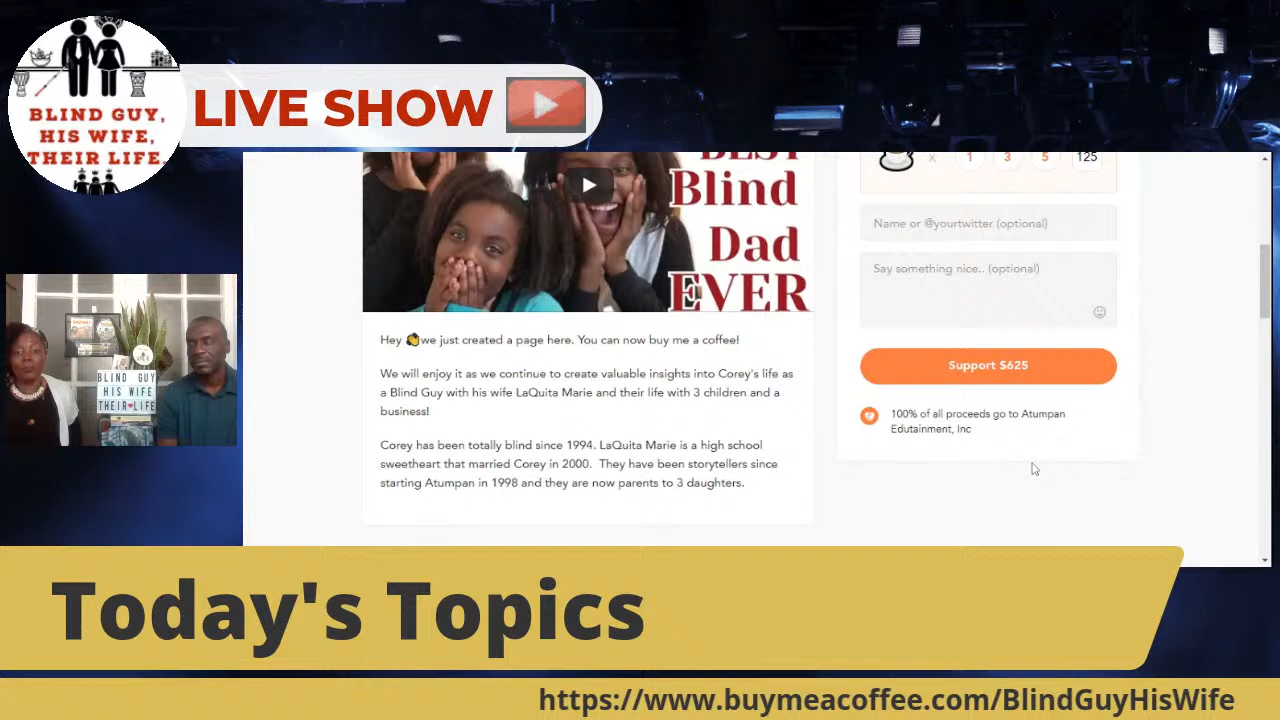 BLIND GUY,
HIS WIFE,
THEIR LIFE.
LIVE SHOW
BEST
Blind
Dad
EVER
x 1 3 5 125
Name or @yourtwitter (optional)
Say something nice.. (optional)
Support $625
100% of all proceeds go to Atumpan
Edutainment, Inc
Hey 👏we just created a page here. You can now buy me a coffee!
We will enjoy it as we continue to create valuable insights into Corey's life as
a Blind Guy with his wife LaQuita Marie and their life with 3 children and a
business!
Corey has been totally blind since 1994. LaQuita Marie is a high school
sweetheart that married Corey in 2000.  They have been storytellers since
starting Atumpan in 1998 and they are now parents to 3 daughters.
BLIND GUY
HIS WIFE
THEIR♥LIFE
Today's Topics
https://www.buymeacoffee.com/BlindGuyHisWife